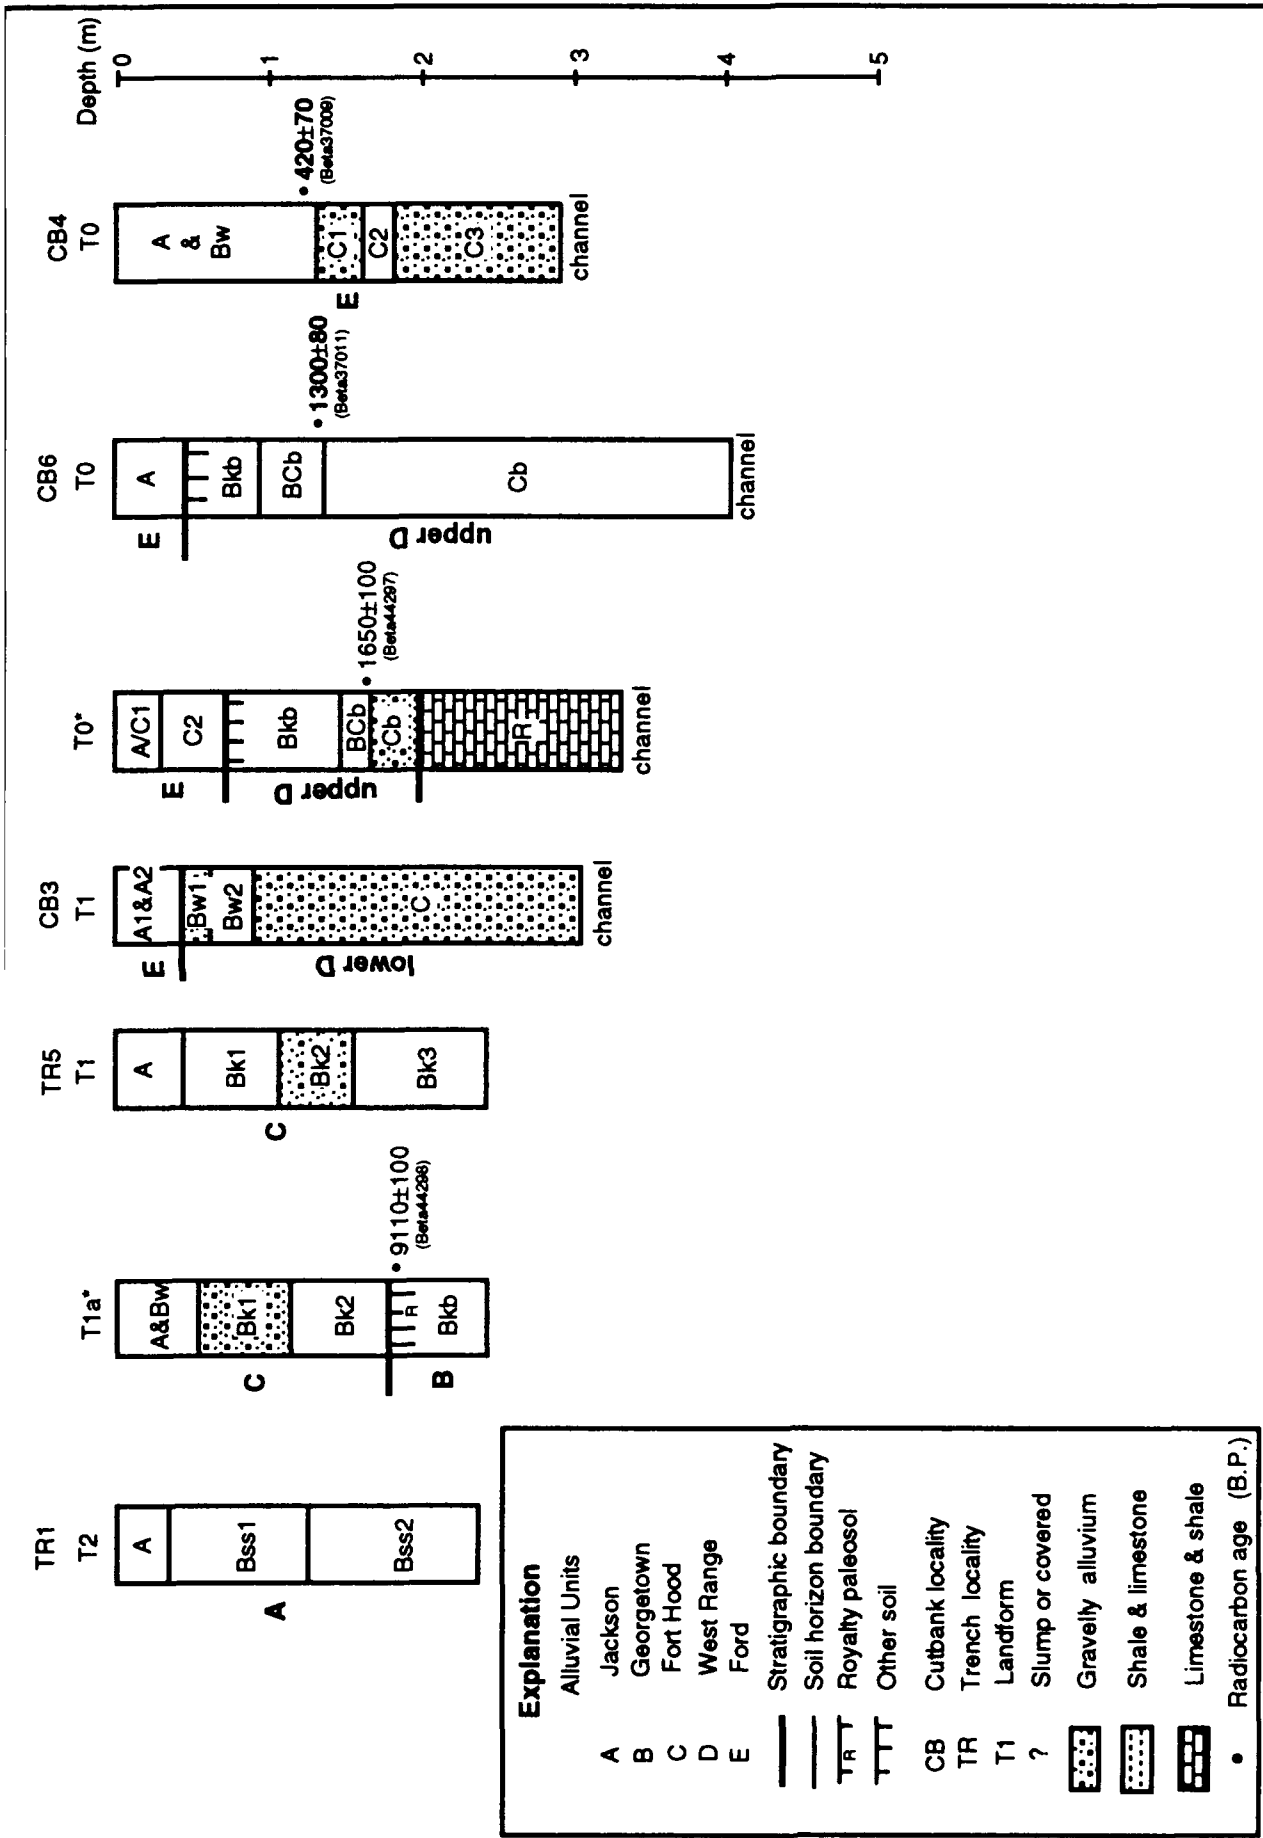 TR1
T2
A
Bss1
Bss2
A
T1a*
A&Bw
Bk1
Bk2
R
Bkb
C
B
9110±100
(Beta44298)
TR5
T1
A
Bk1
Bk2
Bk3
C
CB3
T1
A1&A2
Bw1
Bw2
C
E
lower D
channel
T0*
A/C1
C2
Bkb
BCb
Cb
R
E
upper D
channel
1650±100
(Beta44297)
CB6
T0
A
Bkb
BCb
Cb
E
upper D
channel
1300±80
(Beta37011)
CB4
T0
A
&
Bw
C1
C2
C3
E
channel
420±70
(Beta37009)
Depth (m)
0
1
2
3
4
5
Explanation
Alluvial Units
A Jackson
B Georgetown
C Fort Hood
D West Range
E Ford
Stratigraphic boundary
Soil horizon boundary
R Royalty paleosol
Other soil
CB Cutbank locality
TR Trench locality
T1 Landform
? Slump or covered
Gravelly alluvium
Shale & limestone
Limestone & shale
• Radiocarbon age (B.P.)